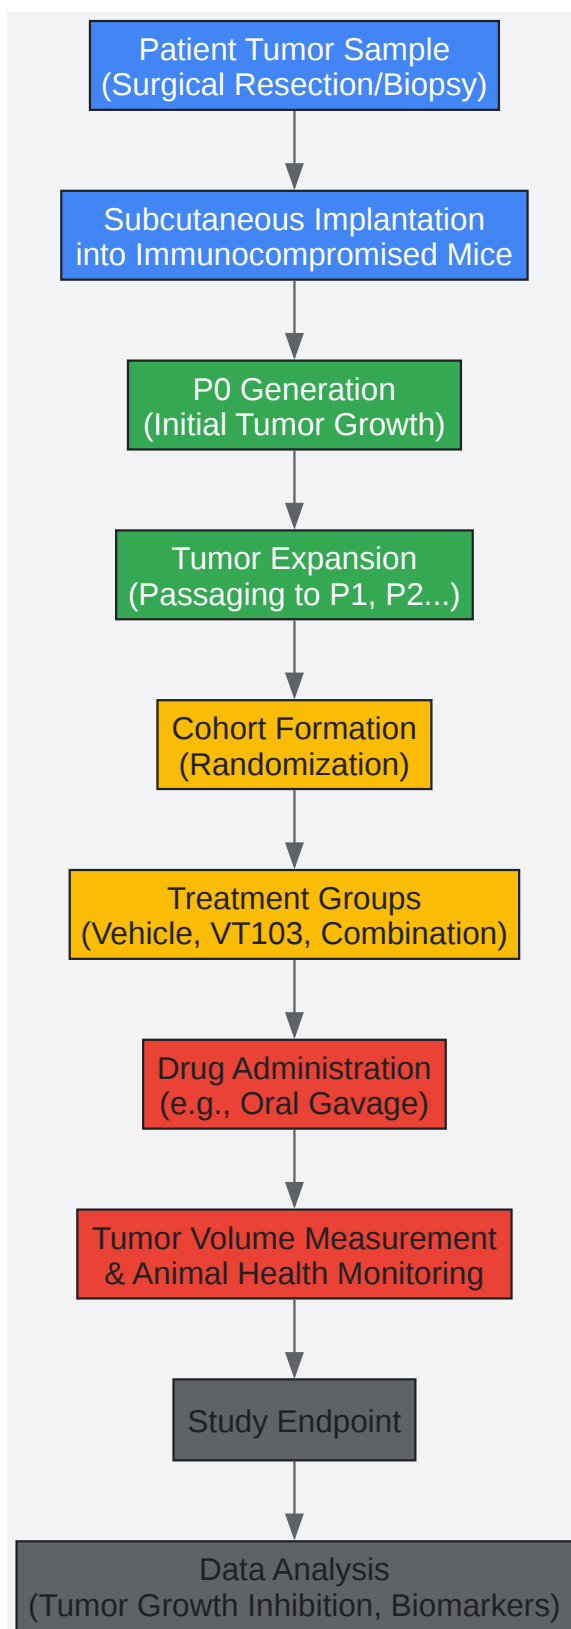 Patient Tumor Sample
(Surgical Resection/Biopsy)
Subcutaneous Implantation
into Immunocompromised Mice
P0 Generation
(Initial Tumor Growth)
Tumor Expansion
(Passaging to P1, P2...)
Cohort Formation
(Randomization)
Treatment Groups
(Vehicle, VT103, Combination)
Drug Administration
(e.g., Oral Gavage)
Tumor Volume Measurement
& Animal Health Monitoring
Study Endpoint
Data Analysis
(Tumor Growth Inhibition, Biomarkers)